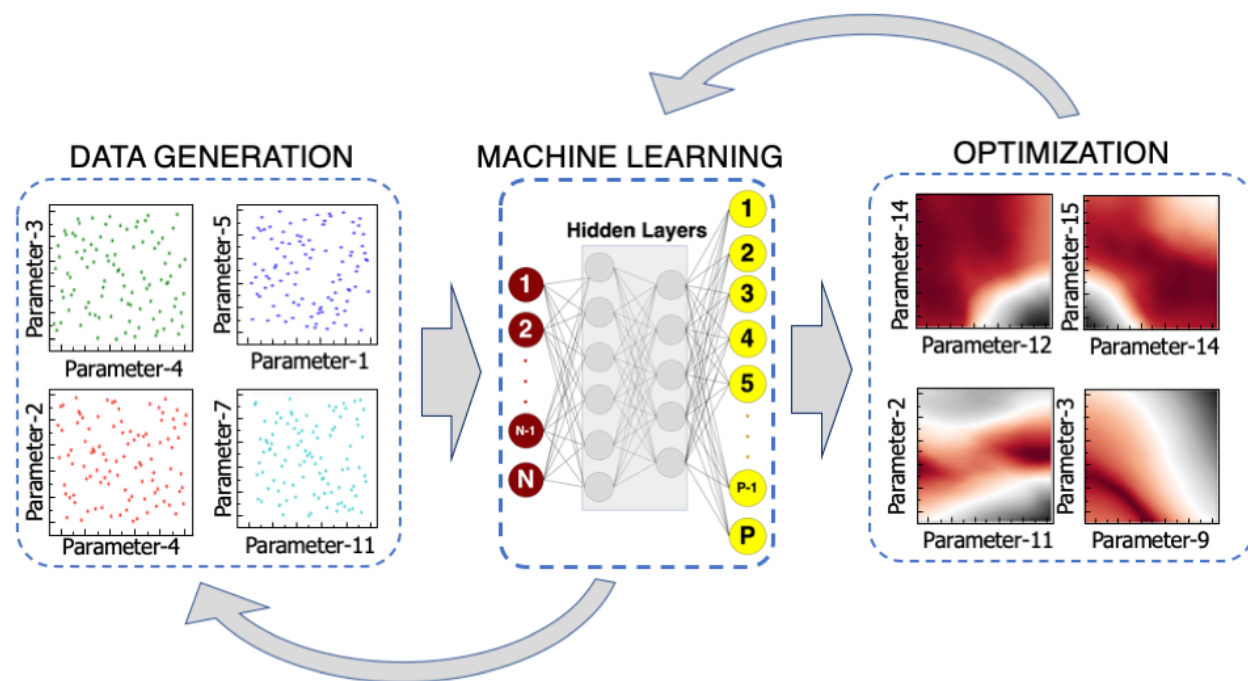 DATA GENERATION
Parameter-3
Parameter-4
Parameter-5
Parameter-1
Parameter-2
Parameter-4
Parameter-7
Parameter-11
MACHINE LEARNING
Hidden Layers
1
2
N-1
N
1
2
3
4
5
P-1
P
OPTIMIZATION
Parameter-14
Parameter-12
Parameter-15
Parameter-14
Parameter-2
Parameter-11
Parameter-3
Parameter-9